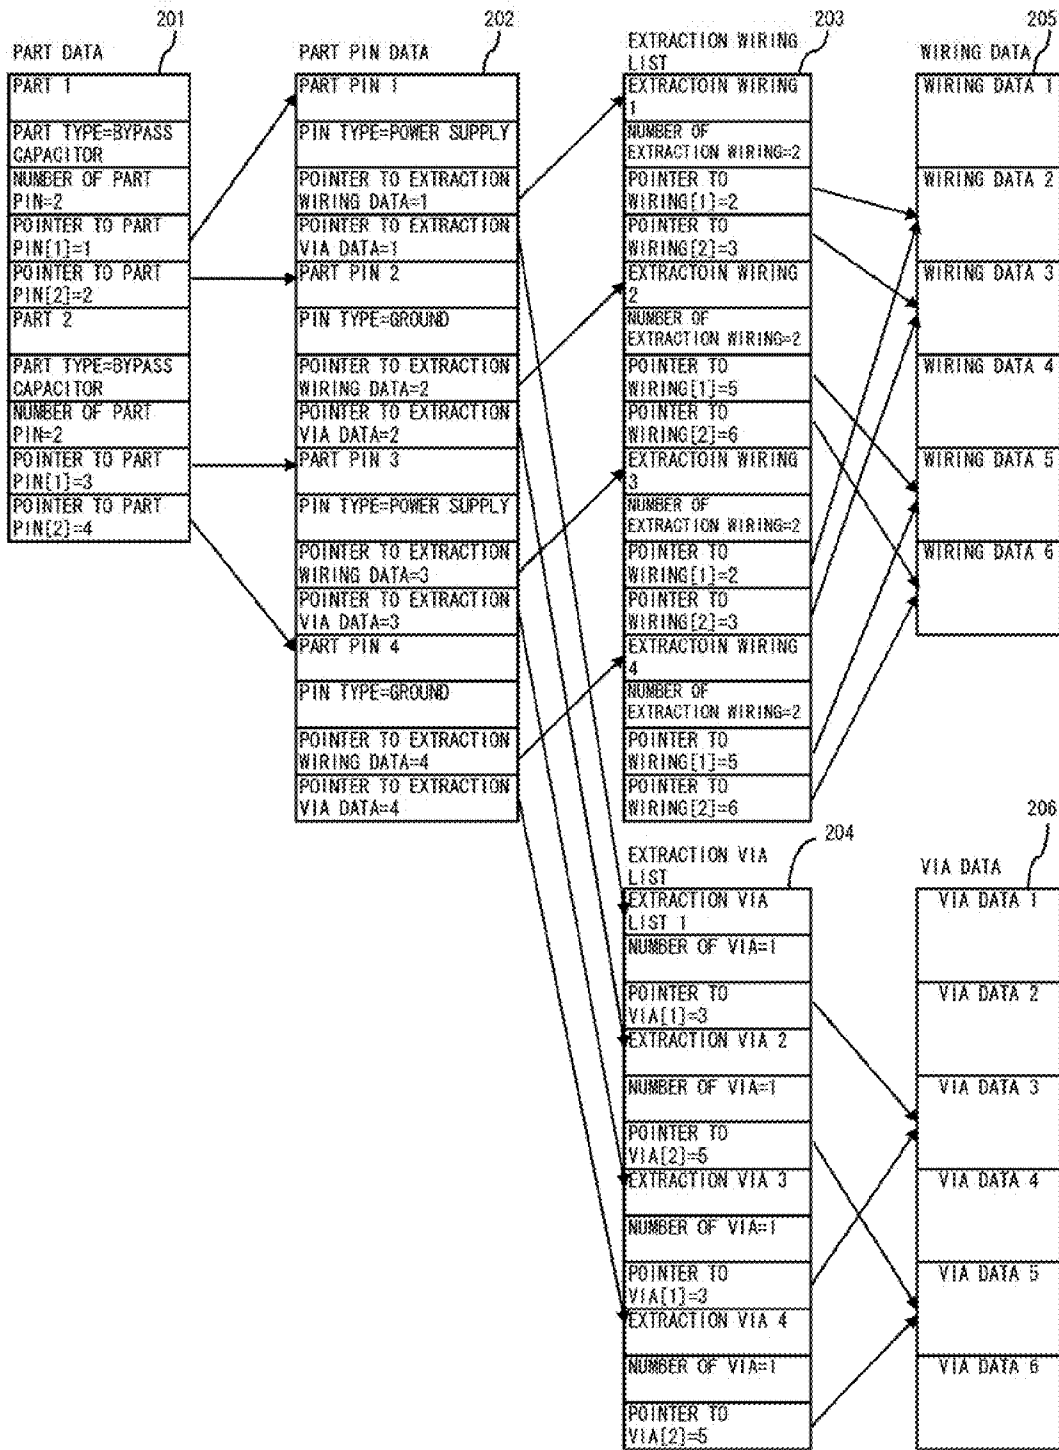 201
PART DATA
PART 1
PART TYPE=BYPASS
CAPACITOR
NUMBER OF PART
PIN=2
POINTER TO PART
PIN[1]=1
POINTER TO PART
PIN[2]=2
PART 2
PART TYPE=BYPASS
CAPACITOR
NUMBER OF PART
PIN=2
POINTER TO PART
PIN[1]=3
POINTER TO PART
PIN[2]=4
202
PART PIN DATA
PART PIN 1
PIN TYPE=POWER SUPPLY
POINTER TO EXTRACTION
WIRING DATA=1
POINTER TO EXTRACTION
VIA DATA=1
PART PIN 2
PIN TYPE=GROUND
POINTER TO EXTRACTION
WIRING DATA=2
POINTER TO EXTRACTION
VIA DATA=2
PART PIN 3
PIN TYPE=POWER SUPPLY
POINTER TO EXTRACTION
WIRING DATA=3
POINTER TO EXTRACTION
VIA DATA=3
PART PIN 4
PIN TYPE=GROUND
POINTER TO EXTRACTION
WIRING DATA=4
POINTER TO EXTRACTION
VIA DATA=4
203
EXTRACTION WIRING
LIST
EXTRACTOIN WIRING
1
NUMBER OF
EXTRACTION WIRING=2
POINTER TO
WIRING[1]=2
POINTER TO
WIRING[2]=3
EXTRACTOIN WIRING
2
NUMBER OF
EXTRACTION WIRING=2
POINTER TO
WIRING[1]=5
POINTER TO
WIRING[2]=6
EXTRACTOIN WIRING
3
NUMBER OF
EXTRACTION WIRING=2
POINTER TO
WIRING[1]=2
POINTER TO
WIRING[2]=3
EXTRACTOIN WIRING
4
NUMBER OF
EXTRACTION WIRING=2
POINTER TO
WIRING[1]=5
POINTER TO
WIRING[2]=6
205
WIRING DATA
WIRING DATA 1
WIRING DATA 2
WIRING DATA 3
WIRING DATA 4
WIRING DATA 5
WIRING DATA 6
204
EXTRACTION VIA
LIST
EXTRACTION VIA
LIST 1
NUMBER OF VIA=1
POINTER TO
VIA[1]=3
EXTRACTION VIA 2
NUMBER OF VIA=1
POINTER TO
VIA[2]=5
EXTRACTION VIA 3
NUMBER OF VIA=1
POINTER TO
VIA[1]=3
EXTRACTION VIA 4
NUMBER OF VIA=1
POINTER TO
VIA[2]=5
206
VIA DATA
VIA DATA 1
VIA DATA 2
VIA DATA 3
VIA DATA 4
VIA DATA 5
VIA DATA 6